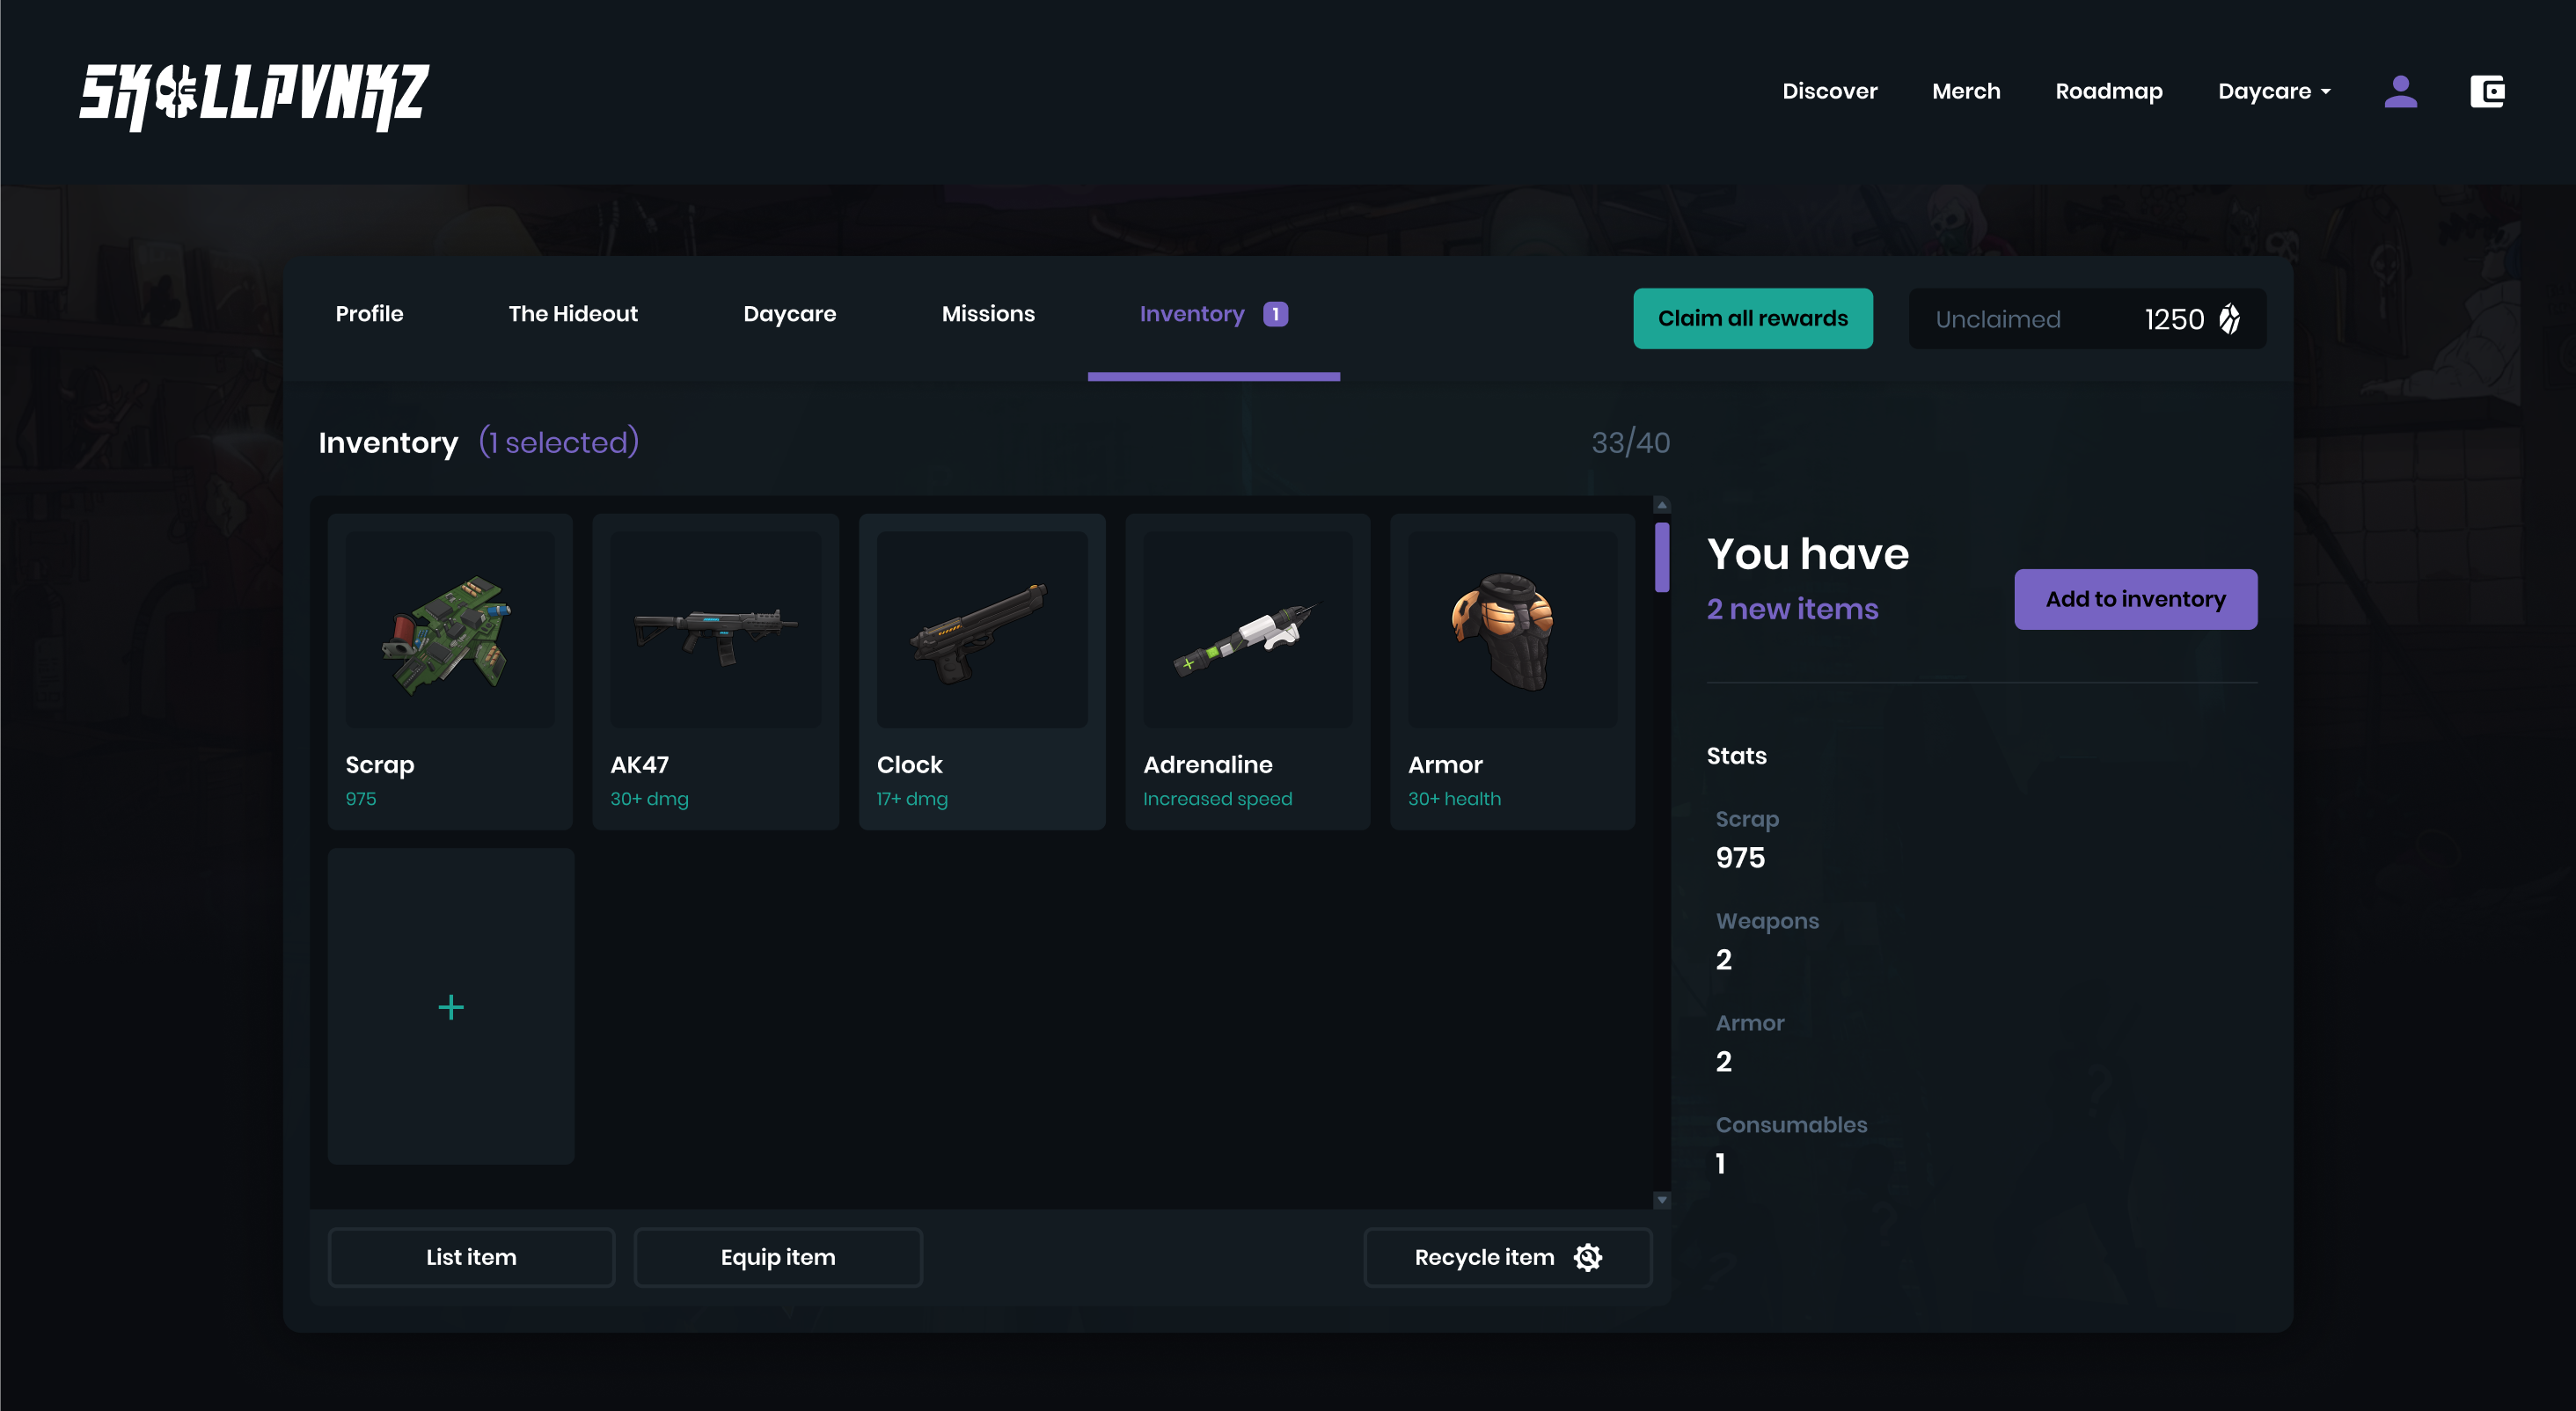 SKULLPVNKZ
Discover Merch Roadmap Daycare
Profile The Hideout Daycare Missions Inventory 1 Claim all rewards Unclaimed 1250
Inventory (1 selected) 33/40
You have
2 new items
Add to inventory
Scrap
975
AK47
30+ dmg
Clock
17+ dmg
Adrenaline
Increased speed
Armor
30+ health
+
Stats
Scrap
975
Weapons
2
Armor
2
Consumables
1
List item Equip item Recycle item